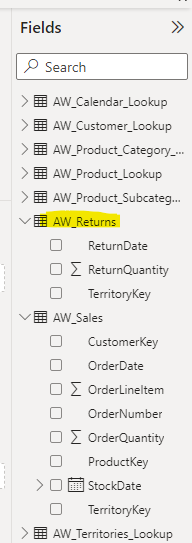 Fields
Search
AW_Calendar_Lookup
AW_Customer_Lookup
AW_Product_Category_...
AW_Product_Lookup
AW_Product_Subcateg...
AW_Returns
ReturnDate
ReturnQuantity
TerritoryKey
AW_Sales
CustomerKey
OrderDate
OrderLineItem
OrderNumber
OrderQuantity
ProductKey
StockDate
TerritoryKey
AW_Territories_Lookup